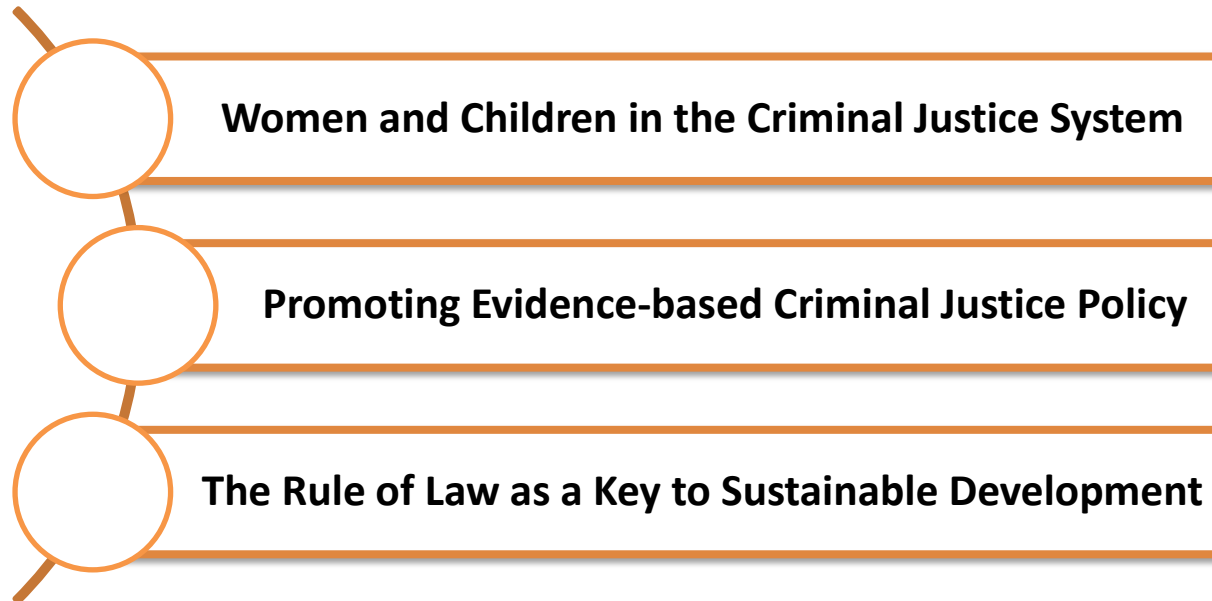 Women and Children in the Criminal Justice System
Promoting Evidence-based Criminal Justice Policy
The Rule of Law as a Key to Sustainable Development